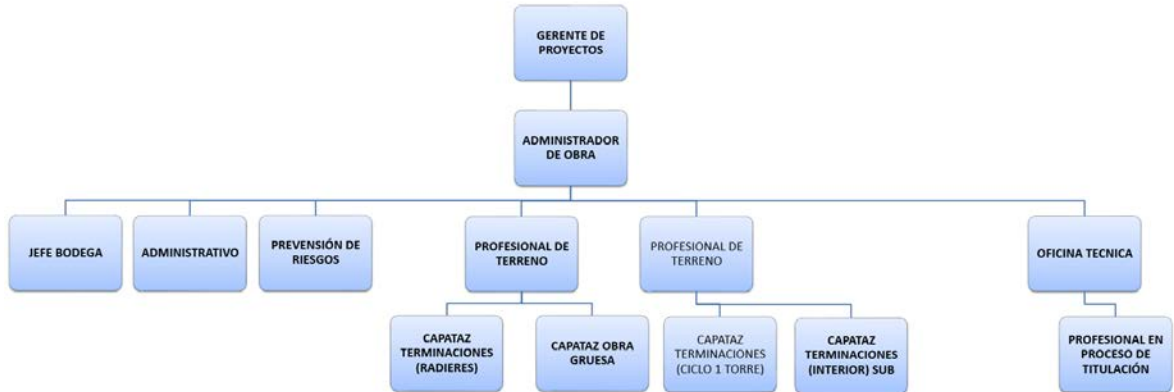 GERENTE DE
PROYECTOS
ADMINISTRADOR
DE OBRA
JEFE BODEGA
ADMINISTRATIVO
PREVENSIÓN DE
RIESGOS
PROFESIONAL DE
TERRENO
PROFESIONAL DE
TERRENO
OFICINA TECNICA
CAPATAZ
TERMINACIONES
(RADIERES)
CAPATAZ OBRA
GRUESA
CAPATAZ
TERMINACIONES
(CICLO 1 TORRE)
CAPATAZ
TERMINACIONES
(INTERIOR) SUB
PROFESIONAL EN
PROCESO DE
TITULACIÓN